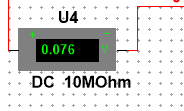 U4
+ -
0.076 V
DC 10MOhm